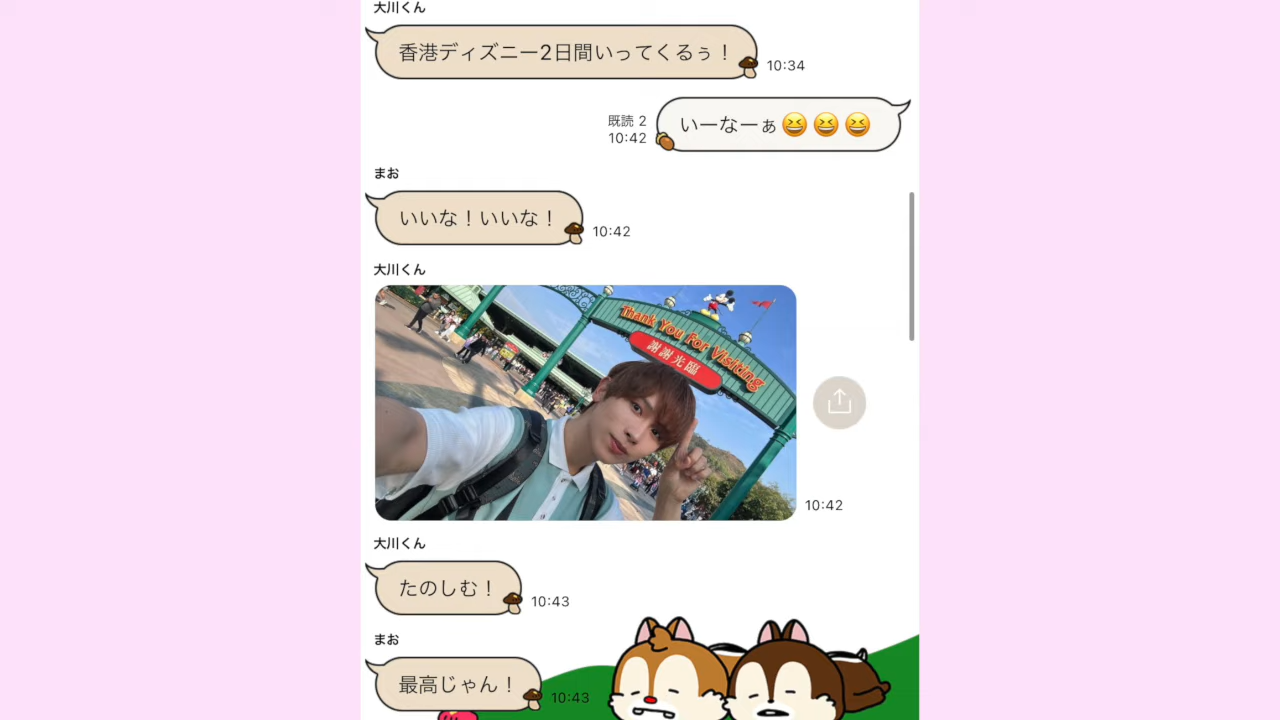 大川くん
香港ディズニー2日間いってくるぅ！
10:34
既読 2
10:42
いーなーぁ😆😆😆
まお
いいな！いいな！
10:42
大川くん
Thank You for Visiting
謝謝光臨
10:42
大川くん
たのしむ！
10:43
まお
最高じゃん！
10:43